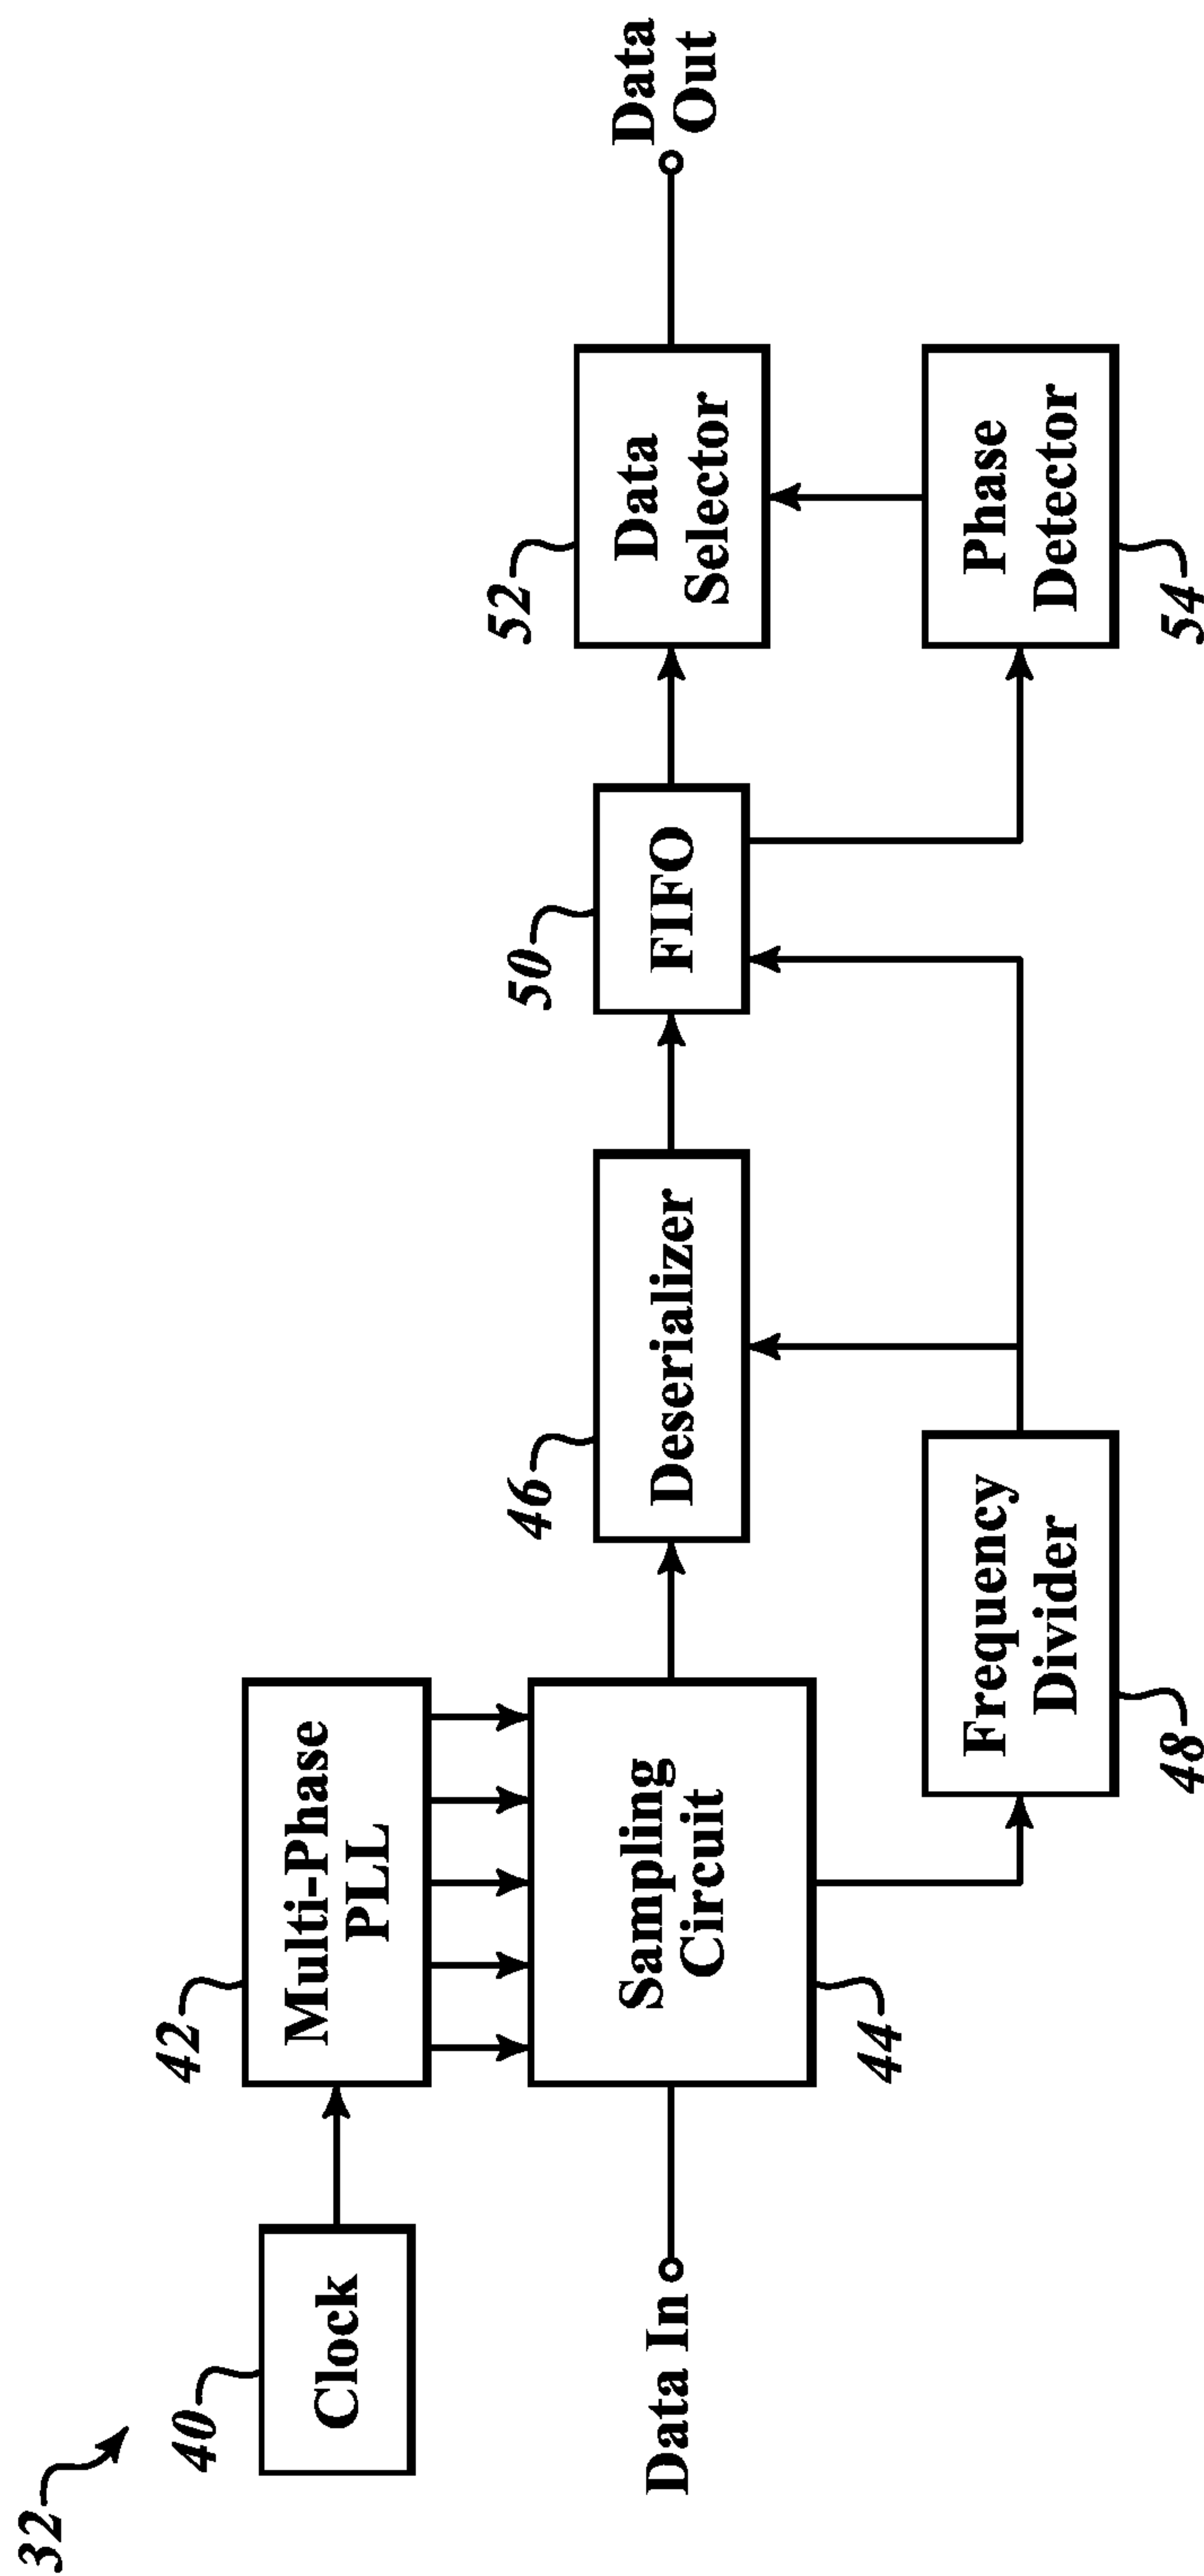 32
40
Clock
42
Multi-Phase
PLL
Data In
Sampling
Circuit
44
46
Deserializer
Frequency
Divider
48
50
FIFO
52
Data
Selector
Phase
Detector
54
Data
Out